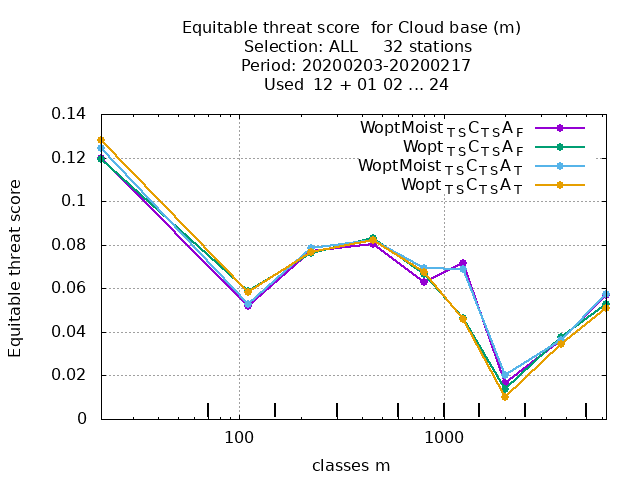 Equitable threat score  for Cloud base (m)
Selection: ALL     32 stations
Period: 20200203-20200217
Used  12 + 01 02 ... 24
Equitable threat score
0.14
0.12
0.1
0.08
0.06
0.04
0.02
0
WoptMoist TS C TS A F
Wopt TS C TS A F
WoptMoist TS C TS A T
Wopt TS C TS A T
100
1000
classes m